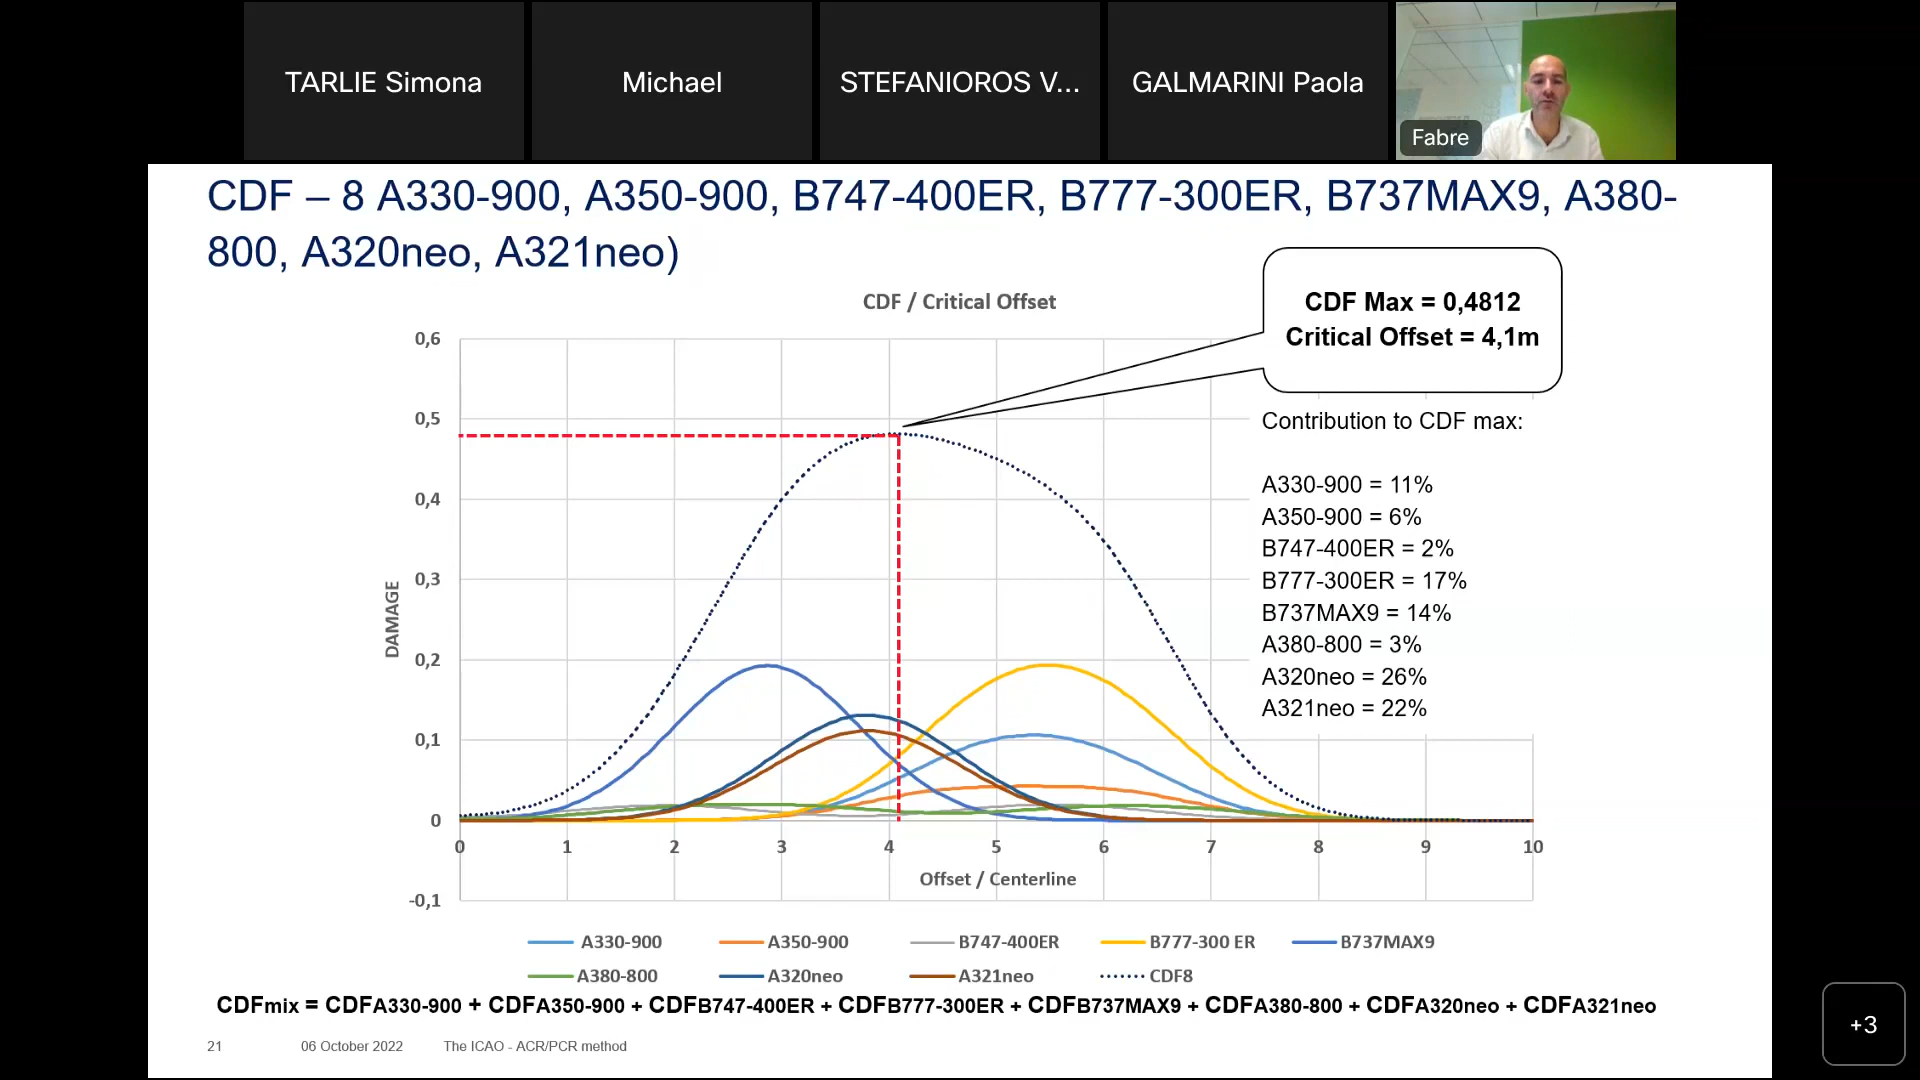 TARLIE Simona
Michael
STEFANIOROS V...
GALMARINI Paola
Fabre
CDF – 8 A330-900, A350-900, B747-400ER, B777-300ER, B737MAX9, A380-
800, A320neo, A321neo)
CDF / Critical Offset
CDF Max = 0,4812
Critical Offset = 4,1m
Contribution to CDF max:
A330-900 = 11%
A350-900 = 6%
B747-400ER = 2%
B777-300ER = 17%
B737MAX9 = 14%
A380-800 = 3%
A320neo = 26%
A321neo = 22%
DAMAGE
0,6
0,5
0,4
0,3
0,2
0,1
0
-0,1
0 1 2 3 4 5 6 7 8 9 10
Offset / Centerline
A330-900 A350-900 B747-400ER B777-300 ER B737MAX9
A380-800 A320neo A321neo CDF8
CDFmix = CDFA330-900 + CDFA350-900 + CDFB747-400ER + CDFB777-300ER + CDFB737MAX9 + CDFA380-800 + CDFA320neo + CDFA321neo
21 06 October 2022 The ICAO - ACR/PCR method
+3